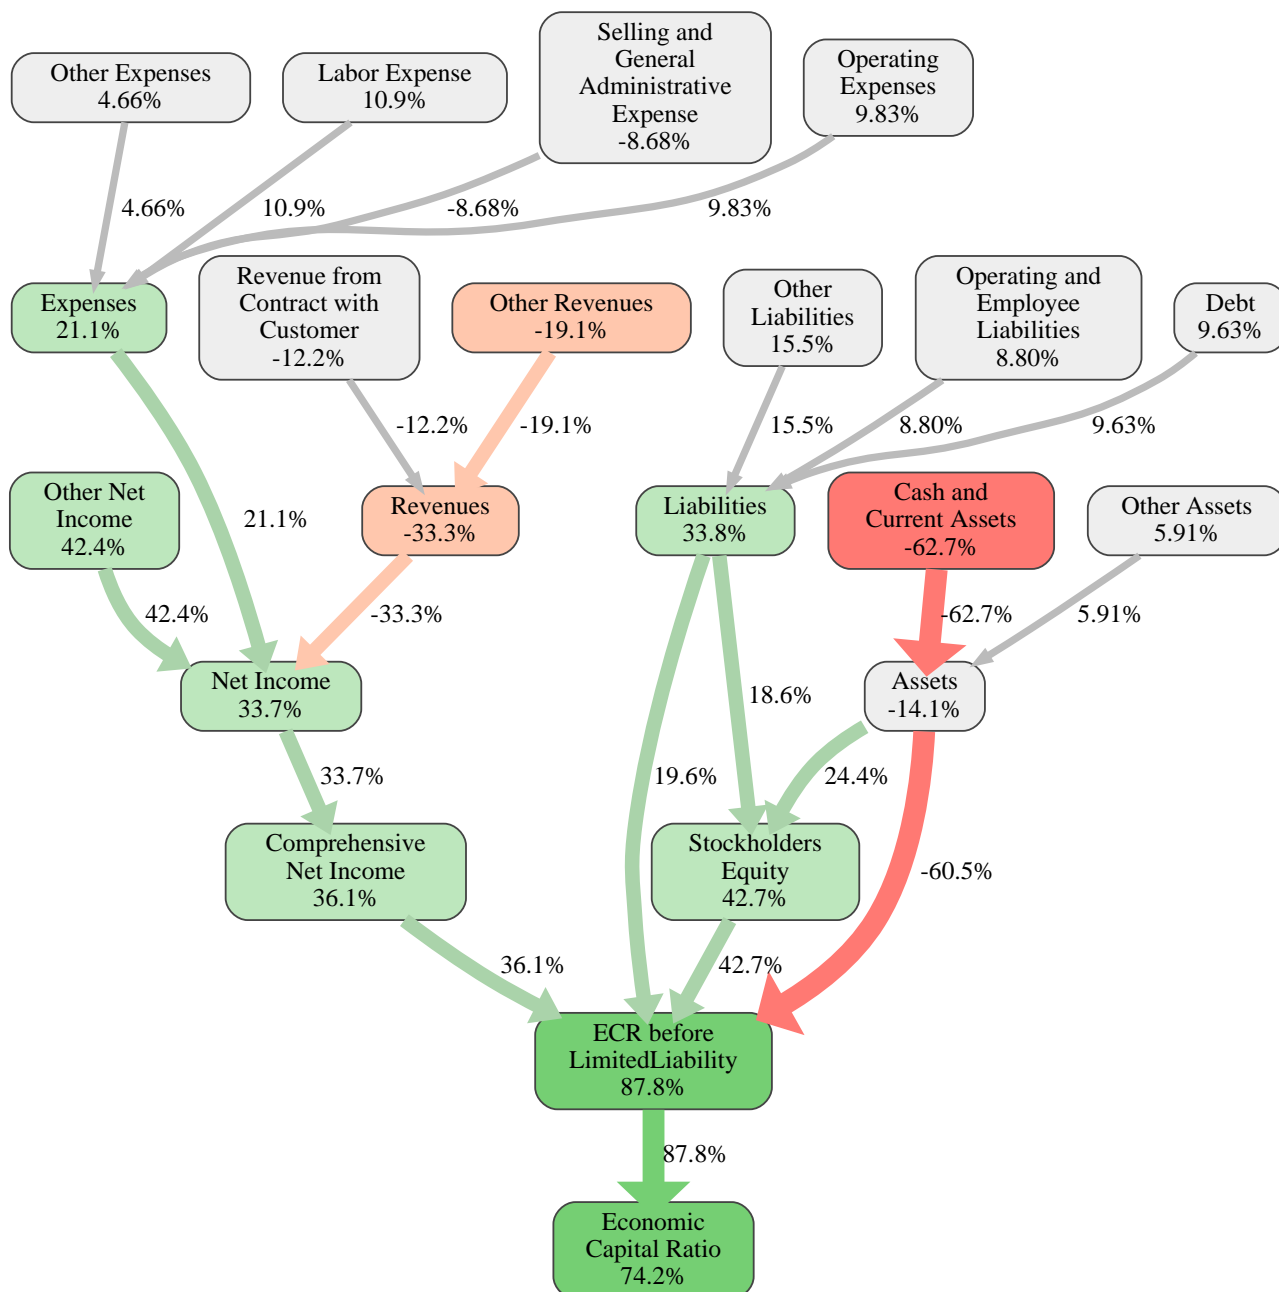 Other Expenses
4.66%
Labor Expense
10.9%
Selling and
General
Administrative
Expense
-8.68%
Operating
Expenses
9.83%
4.66%
10.9%
-8.68%
9.83%
Expenses
21.1%
Revenue from
Contract with
Customer
-12.2%
Other Revenues
-19.1%
Other
Liabilities
15.5%
Operating and
Employee
Liabilities
8.80%
Debt
9.63%
-12.2%
-19.1%
15.5%
8.80%
9.63%
Other Net
Income
42.4%
21.1%
Revenues
-33.3%
Liabilities
33.8%
Cash and
Current Assets
-62.7%
Other Assets
5.91%
42.4%
-33.3%
-62.7%
5.91%
Net Income
33.7%
18.6%
Assets
-14.1%
33.7%
19.6%
24.4%
Comprehensive
Net Income
36.1%
Stockholders
Equity
42.7%
-60.5%
36.1%
42.7%
ECR before
LimitedLiability
87.8%
87.8%
Economic
Capital Ratio
74.2%